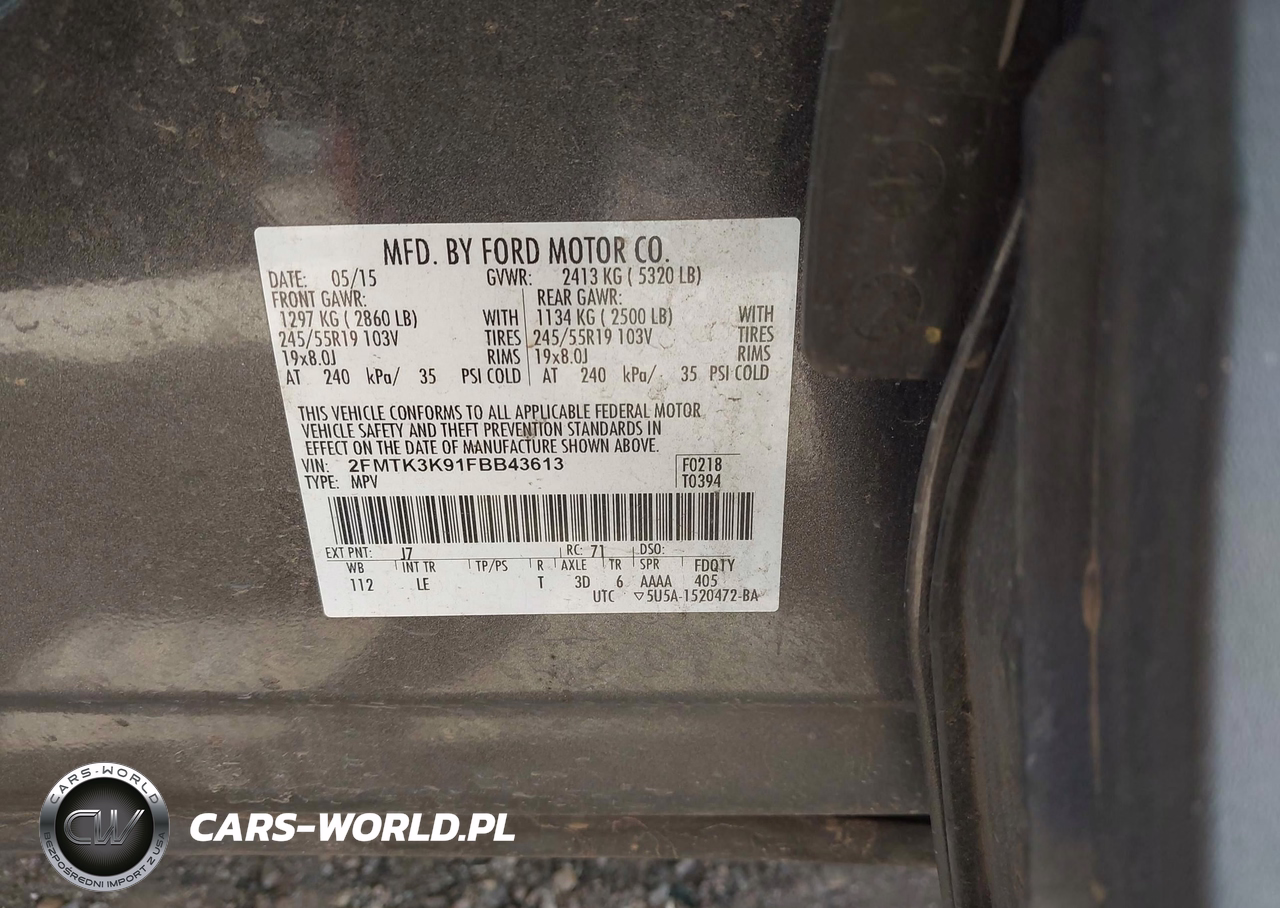 MFD. BY FORD MOTOR CO.
DATE: 05/15 GVWR: 2413 KG ( 5320 LB)
FRONT GAWR: REAR GAWR:
1297 KG ( 2860 LB) WITH 1134 KG ( 2500 LB) WITH
245/55R19 103V TIRES 245/55R19 103V TIRES
19x8.0J RIMS 19x8.0J RIMS
AT 240 kPa/ 35 PSI COLD AT 240 kPa/ 35 PSI COLD
THIS VEHICLE CONFORMS TO ALL APPLICABLE FEDERAL MOTOR
VEHICLE SAFETY AND THEFT PREVENTION STANDARDS IN
EFFECT ON THE DATE OF MANUFACTURE SHOWN ABOVE.
VIN: 2FMTK3K91FBB43613 F0218
TYPE: MPV T0394
EXT PNT: J7 RC: 71 DSO:
WB INT TR TP/PS R AXLE TR SPR FDQTY
112 LE T 3D 6 AAAA 405
UTC ▽5U5A-1520472-BA
CARS-WORLD
CW
BEZPOŚREDNI IMPORT Z USA
CARS-WORLD.PL